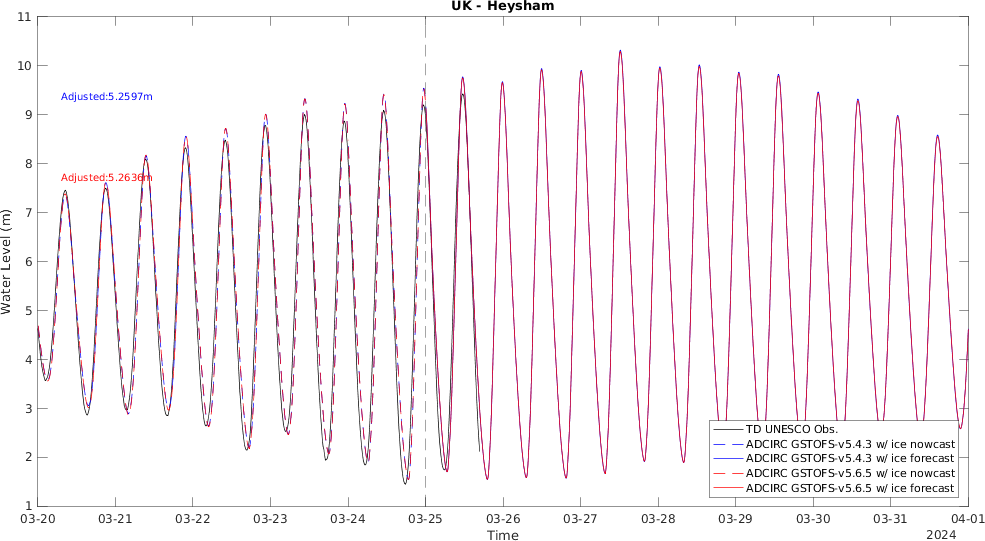 UK - Heysham
11
10
9
8
7
6
5
4
3
2
1
Water Level (m)
Adjusted:5.2597m
Adjusted:5.2636m
TD UNESCO Obs.
ADCIRC GSTOFS-v5.4.3 w/ ice nowcast
ADCIRC GSTOFS-v5.4.3 w/ ice forecast
ADCIRC GSTOFS-v5.6.5 w/ ice nowcast
ADCIRC GSTOFS-v5.6.5 w/ ice forecast
03-20 03-21 03-22 03-23 03-24 03-25 03-26 03-27 03-28 03-29 03-30 03-31 04-01
Time
2024